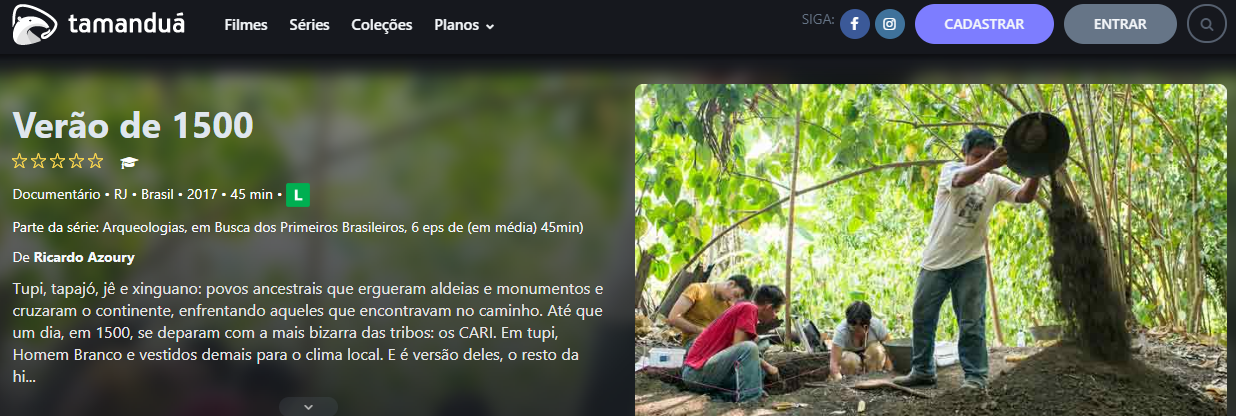 tamanduá
Filmes Séries Coleções Planos
SIGA:
CADASTRAR
ENTRAR
Verão de 1500
Documentário • RJ • Brasil • 2017 • 45 min • L
Parte da série: Arqueologias, em Busca dos Primeiros Brasileiros, 6 eps de (em média) 45min)
De Ricardo Azoury
Tupi, tapajó, jê e xinguano: povos ancestrais que ergueram aldeias e monumentos e
cruzaram o continente, enfrentando aqueles que encontravam no caminho. Até que
um dia, em 1500, se deparam com a mais bizarra das tribos: os CARI. Em tupi,
Homem Branco e vestidos demais para o clima local. E é versão deles, o resto da
hi...